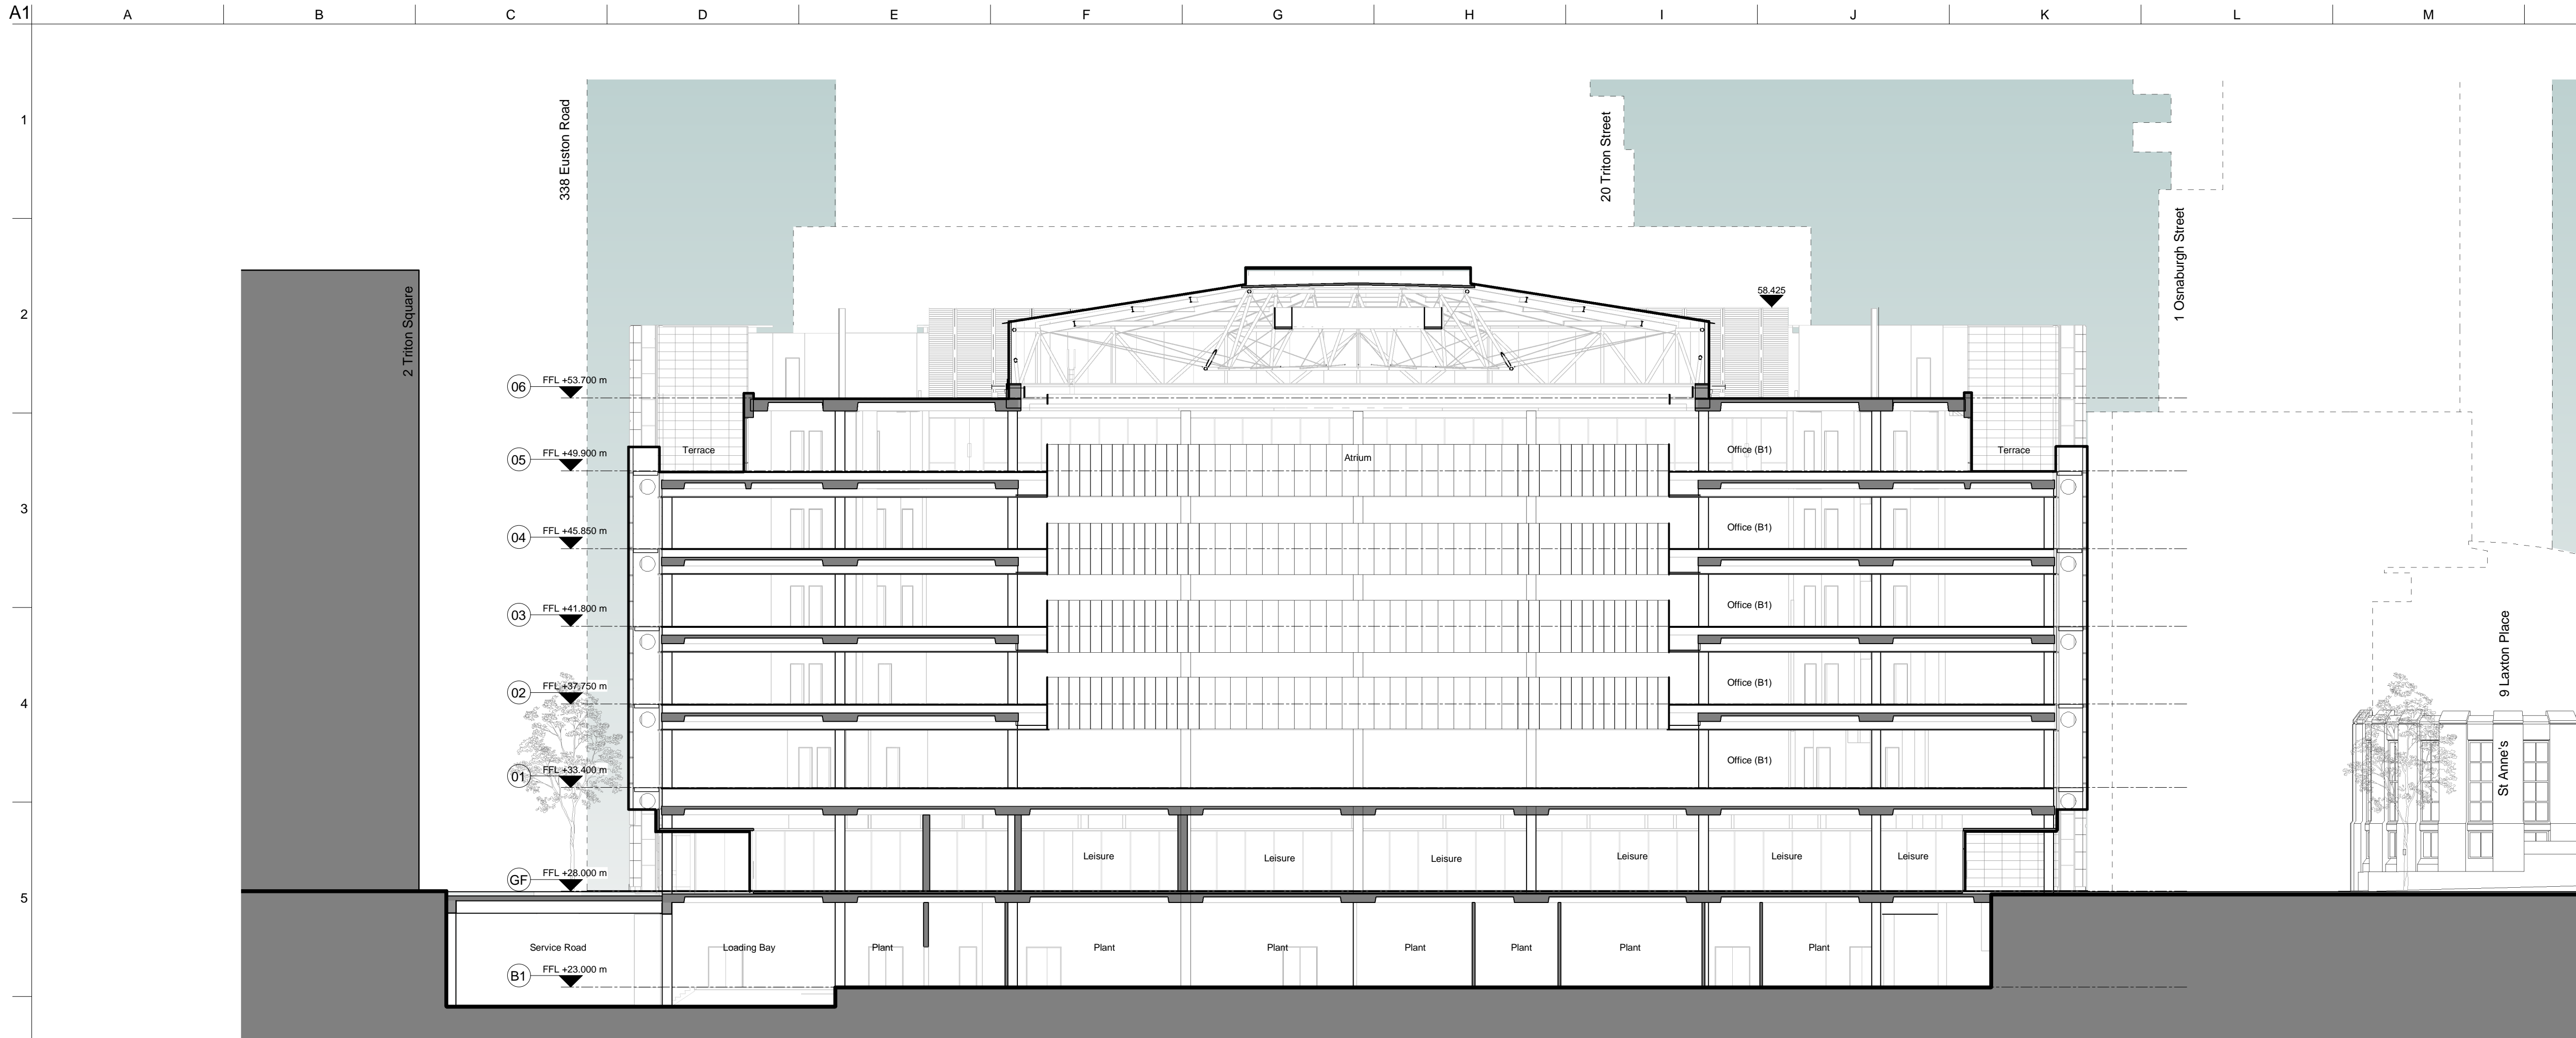 A1
A
B
C
D
E
F
G
H
I
J
K
L
M
1
2
3
4
5
338 Euston Road
20 Triton Street
1 Osnaburgh Street
2 Triton Square
9 Laxton Place
St Anne's
58.425
06 FFL +53.700 m
05 FFL +49.900 m
04 FFL +45.850 m
03 FFL +41.800 m
02 FFL +37.750 m
01 FFL +33.400 m
GF FFL +28.000 m
B1 FFL +23.000 m
Terrace
Atrium
Office (B1)
Terrace
Office (B1)
Office (B1)
Office (B1)
Office (B1)
Leisure
Leisure
Leisure
Leisure
Leisure
Leisure
Service Road
Loading Bay
Plant
Plant
Plant
Plant
Plant
Plant
Plant